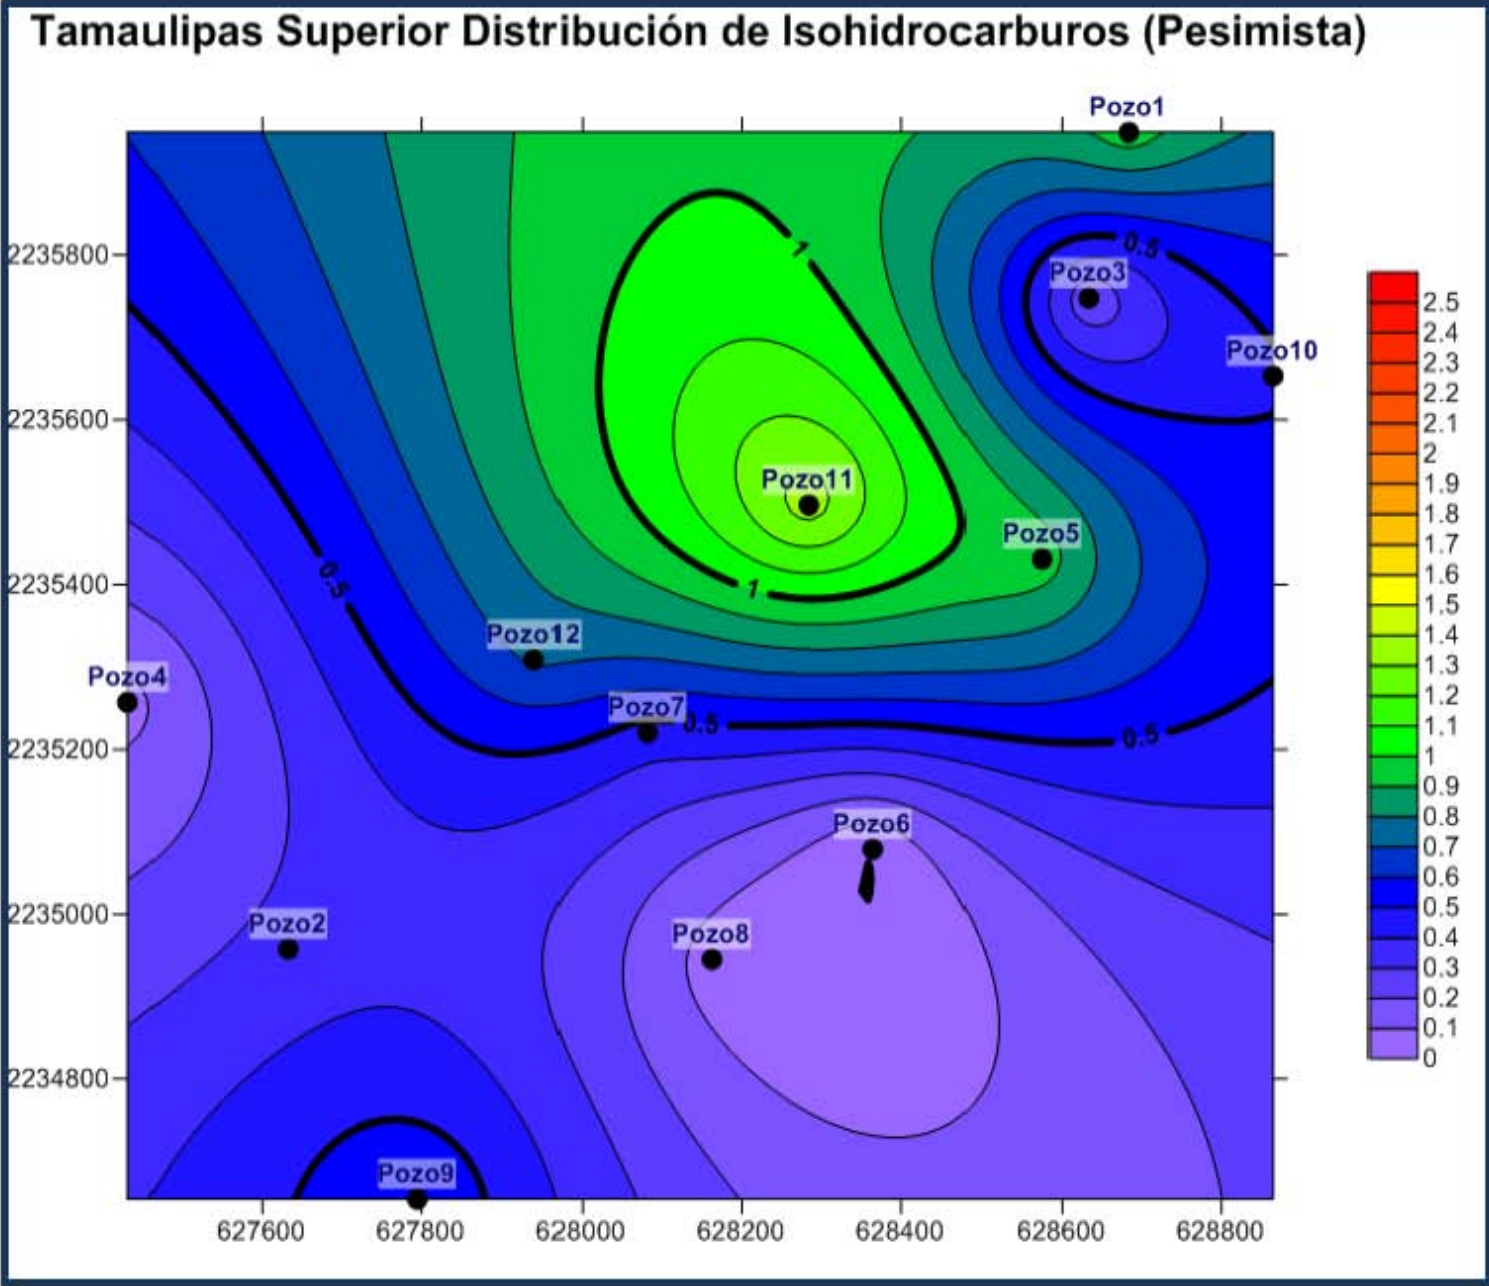 Tamaulipas Superior Distribución de Isohidrocarburos (Pesimista)
Pozo1
2235800
1
0.5
Pozo3
Pozo10
2235600
Pozo11
Pozo5
2235400
0.5
1
Pozo12
Pozo4
Pozo7
0.5
0.5
2235200
Pozo6
2235000
Pozo2
Pozo8
2234800
Pozo9
627600 627800 628000 628200 628400 628600 628800
2.5
2.4
2.3
2.2
2.1
2
1.9
1.8
1.7
1.6
1.5
1.4
1.3
1.2
1.1
1
0.9
0.8
0.7
0.6
0.5
0.4
0.3
0.2
0.1
0